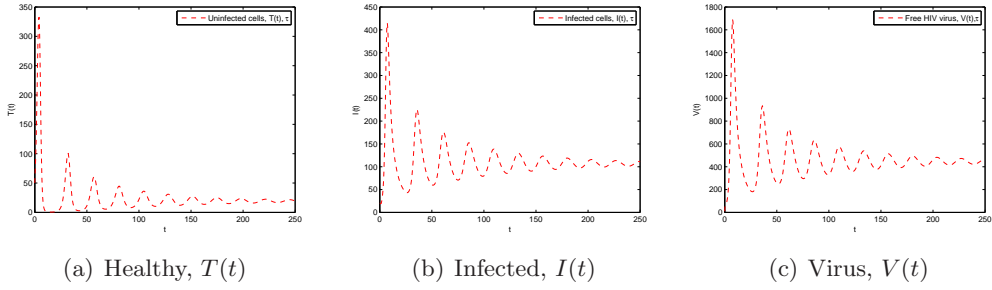 350
300
250
200
150
100
50
0
T(t)
0 50 100 150 200 250
t
Uninfected cells, T(t), τ
(a) Healthy, T(t)
450
400
350
300
250
200
150
100
50
0
I(t)
0 50 100 150 200 250
t
Infected cells, I(t), τ
(b) Infected, I(t)
1800
1600
1400
1200
1000
800
600
400
200
0
V(t)
0 50 100 150 200 250
t
Free HIV virus, V(t),τ
(c) Virus, V(t)